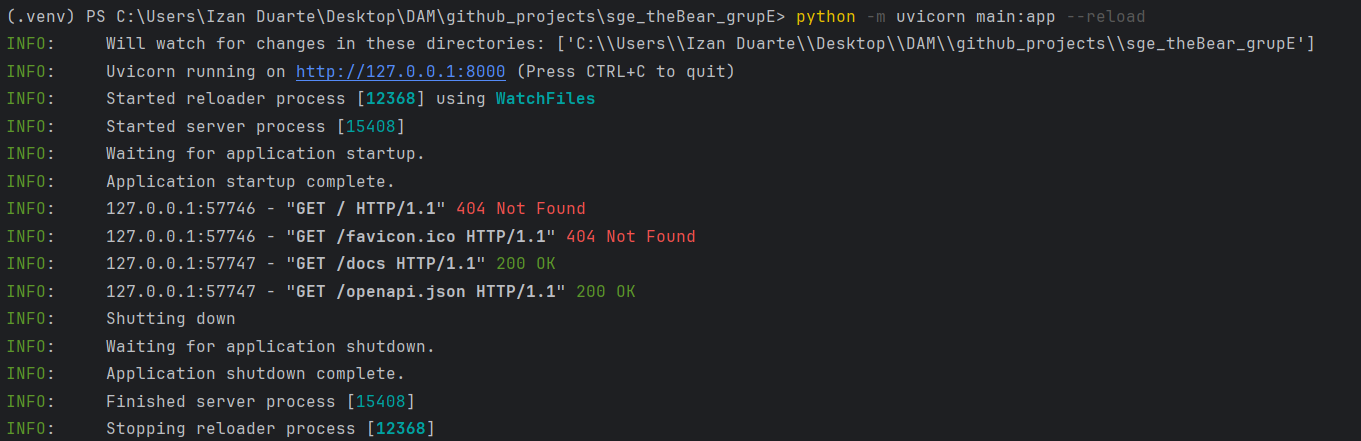 (.venv) PS C:\Users\Izan Duarte\Desktop\DAM\github_projects\sge_theBear_grupE> python -m uvicorn main:app --reload
INFO:     Will watch for changes in these directories: ['C:\\Users\\Izan Duarte\\Desktop\\DAM\\github_projects\\sge_theBear_grupE']
INFO:     Uvicorn running on http://127.0.0.1:8000 (Press CTRL+C to quit)
INFO:     Started reloader process [12368] using WatchFiles
INFO:     Started server process [15408]
INFO:     Waiting for application startup.
INFO:     Application startup complete.
INFO:     127.0.0.1:57746 - "GET / HTTP/1.1" 404 Not Found
INFO:     127.0.0.1:57746 - "GET /favicon.ico HTTP/1.1" 404 Not Found
INFO:     127.0.0.1:57747 - "GET /docs HTTP/1.1" 200 OK
INFO:     127.0.0.1:57747 - "GET /openapi.json HTTP/1.1" 200 OK
INFO:     Shutting down
INFO:     Waiting for application shutdown.
INFO:     Application shutdown complete.
INFO:     Finished server process [15408]
INFO:     Stopping reloader process [12368]